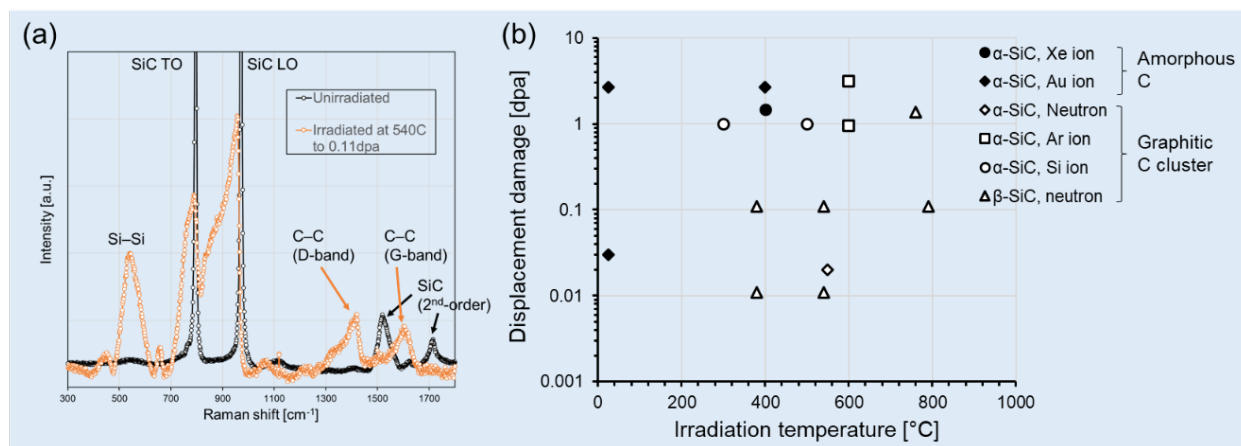 (a)
SiC TO
SiC LO
Unirradiated
Irradiated at 540C
to 0.11dpa
Intensity [a.u.]
Si–Si
C–C
(D-band)
C–C
(G-band)
SiC
(2nd-order)
300
500
700
900
1100
1300
1500
1700
Raman shift [cm⁻¹]
(b)
Displacement damage [dpa]
10
1
0.1
0.01
0.001
0
200
400
600
800
1000
Irradiation temperature [°C]
α-SiC, Xe ion
α-SiC, Au ion
α-SiC, Neutron
α-SiC, Ar ion
α-SiC, Si ion
β-SiC, neutron
Amorphous
C
Graphitic
C cluster